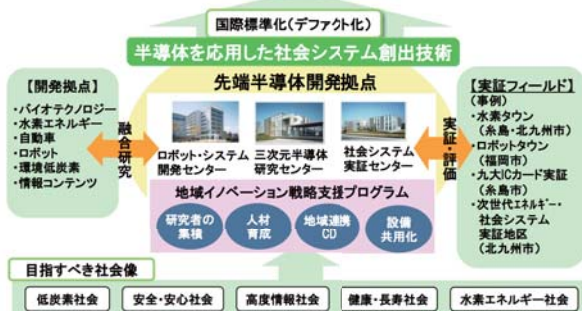 国際標準化(デファクト化)
半導体を応用した社会システム創出技術
先端半導体開発拠点
ロボット・システム
開発センター
三次元半導体
研究センター
社会システム
実証センター
地域イノベーション戦略支援プログラム
研究者の
集積
人材
育成
地域連携
CD
設備
共用化
【開発拠点】
・バイオテクノロジー
・水素エネルギー
・自動車
・ロボット
・環境低炭素
・情報コンテンツ
融合研究
実証・評価
【実証フィールド】
(事例)
・水素タウン
(糸島・北九州市)
・ロボットタウン
(福岡市)
・九大ICカード実証
(糸島市)
・次世代エネルギー・
社会システム
実証地区
(北九州市)
目指すべき社会像
低炭素社会
安全・安心社会
高度情報社会
健康・長寿社会
水素エネルギー社会